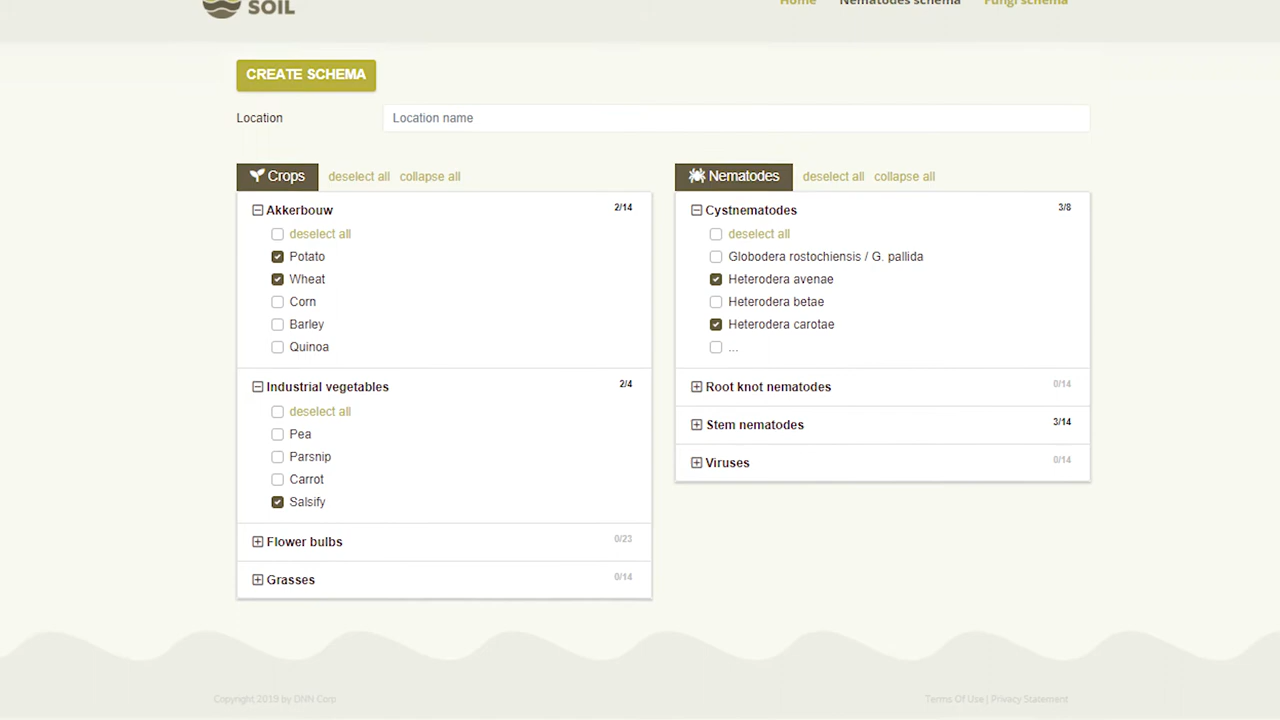 SOIL
Home Nematodes schema Fungi schema
CREATE SCHEMA
Location Location name
Crops deselect all collapse all
Akkerbouw 2/14
deselect all
Potato
Wheat
Corn
Barley
Quinoa
Industrial vegetables 2/4
deselect all
Pea
Parsnip
Carrot
Salsify
Flower bulbs 0/23
Grasses 0/14
Nematodes deselect all collapse all
Cystnematodes 3/8
deselect all
Globodera rostochiensis / G. pallida
Heterodera avenae
Heterodera betae
Heterodera carotae
...
Root knot nematodes 0/14
Stem nematodes 3/14
Viruses 0/14
Copyright 2019 by DNN Corp
Terms Of Use | Privacy Statement